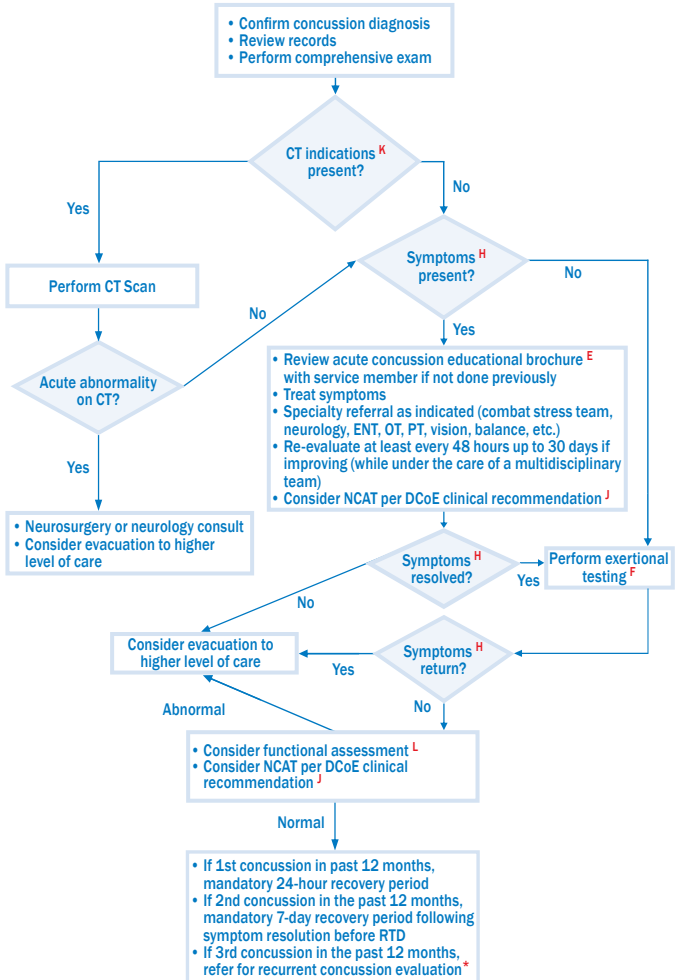 • Confirm concussion diagnosis
• Review records
• Perform comprehensive exam
CT indications K
present?
No
Yes
Symptoms H
present?
No
Perform CT Scan
No
Yes
• Review acute concussion educational brochure E
with service member if not done previously
• Treat symptoms
• Specialty referral as indicated (combat stress team,
neurology, ENT, OT, PT, vision, balance, etc.)
• Re-evaluate at least every 48 hours up to 30 days if
improving (while under the care of a multidisciplinary
team)
• Consider NCAT per DCoE clinical recommendation J
Acute abnormality
on CT?
Yes
• Neurosurgery or neurology consult
• Consider evacuation to higher
level of care
Symptoms H
resolved?
Yes
Perform exertional
testing F
No
Consider evacuation to
higher level of care
Symptoms H
return?
Yes
No
Abnormal
• Consider functional assessment L
• Consider NCAT per DCoE clinical
recommendation J
Normal
• If 1st concussion in past 12 months,
mandatory 24-hour recovery period
• If 2nd concussion in the past 12 months,
mandatory 7-day recovery period following
symptom resolution before RTD
• If 3rd concussion in the past 12 months,
refer for recurrent concussion evaluation*